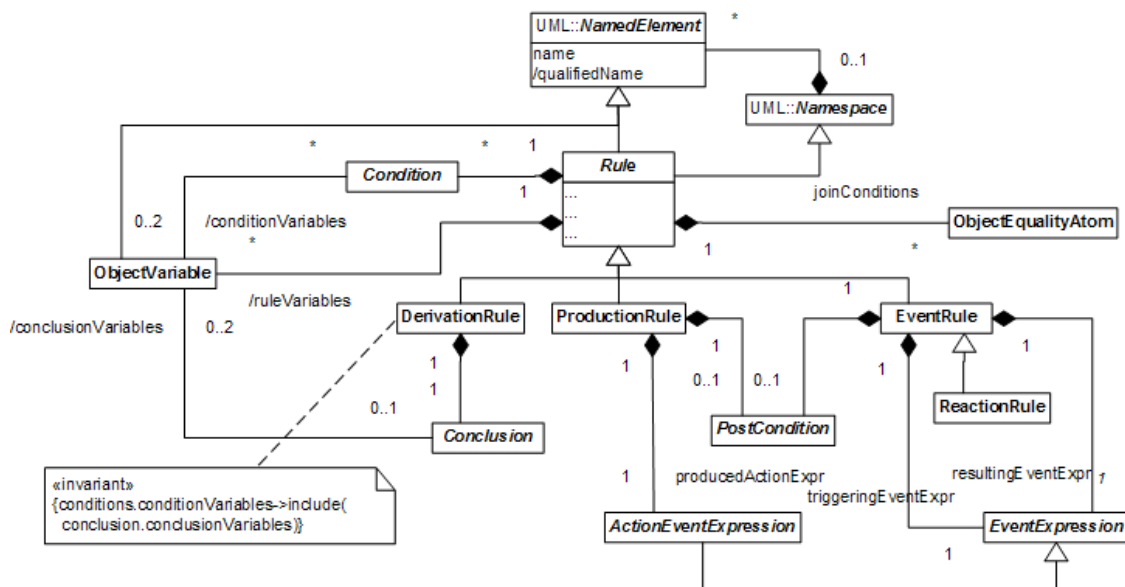 UML::NamedElement
*
name
/qualifiedName
0..1
UML::Namespace
*
*
1
Rule
Condition
1
...
...
...
joinConditions
0..2
/conditionVariables
*
ObjectEqualityAtom
1
*
ObjectVariable
/ruleVariables
1
/conclusionVariables
0..2
DerivationRule
ProductionRule
EventRule
1
1
1
1
1
1
0..1
0..1
1
0..1
ReactionRule
Conclusion
PostCondition
«invariant»
{conditions.conditionVariables->include(
conclusion.conclusionVariables)}
1
producedActionExpr
resultingEventExpr
1
triggeringEventExpr
ActionEventExpression
EventExpression
1